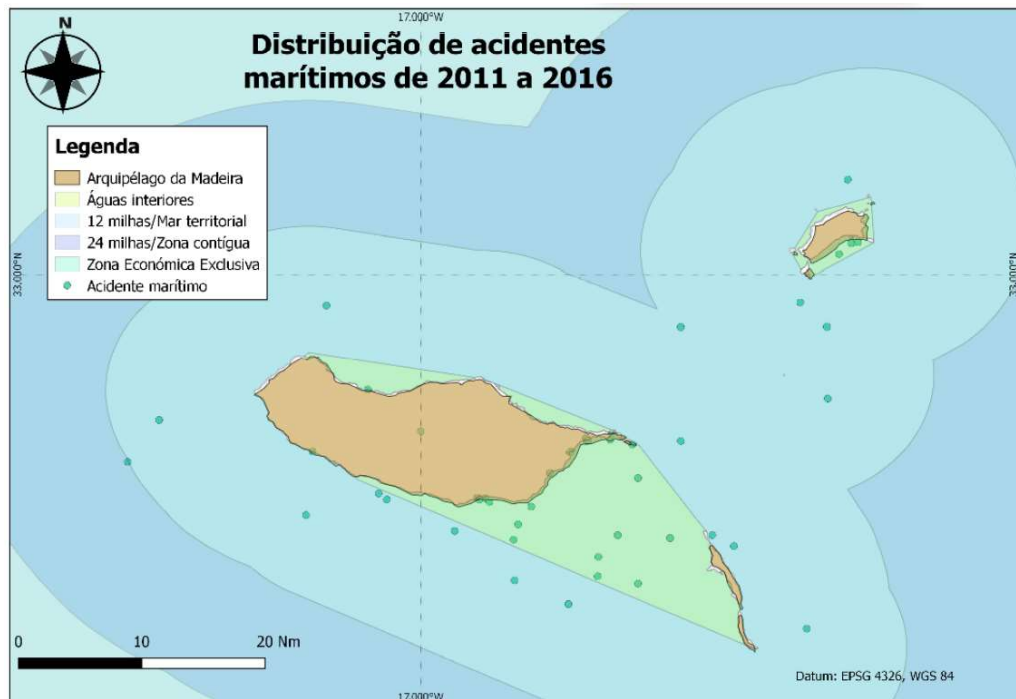 17.000°W
N
Distribuição de acidentes
marítimos de 2011 a 2016
Legenda
Arquipélago da Madeira
Águas interiores
12 milhas/Mar territorial
24 milhas/Zona contígua
Zona Económica Exclusiva
Acidente marítimo
33.000°N
33.000°N
0 10 20 Nm
Datum: EPSG 4326, WGS 84
17.000°W